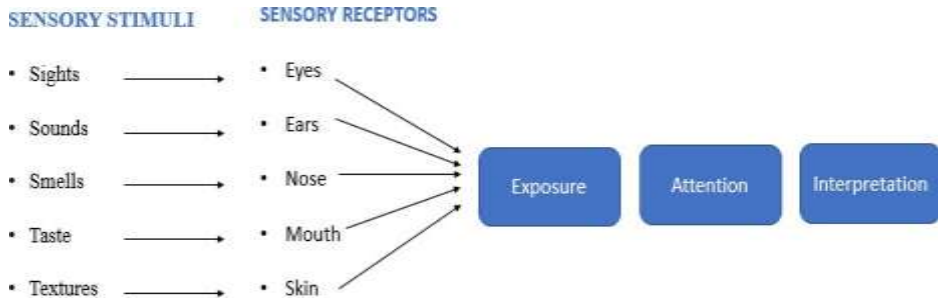 SENSORY STIMULI
SENSORY RECEPTORS
• Sights
• Eyes
• Sounds
• Ears
• Smells
• Nose
• Taste
• Mouth
• Textures
• Skin
Exposure
Attention
Interpretation